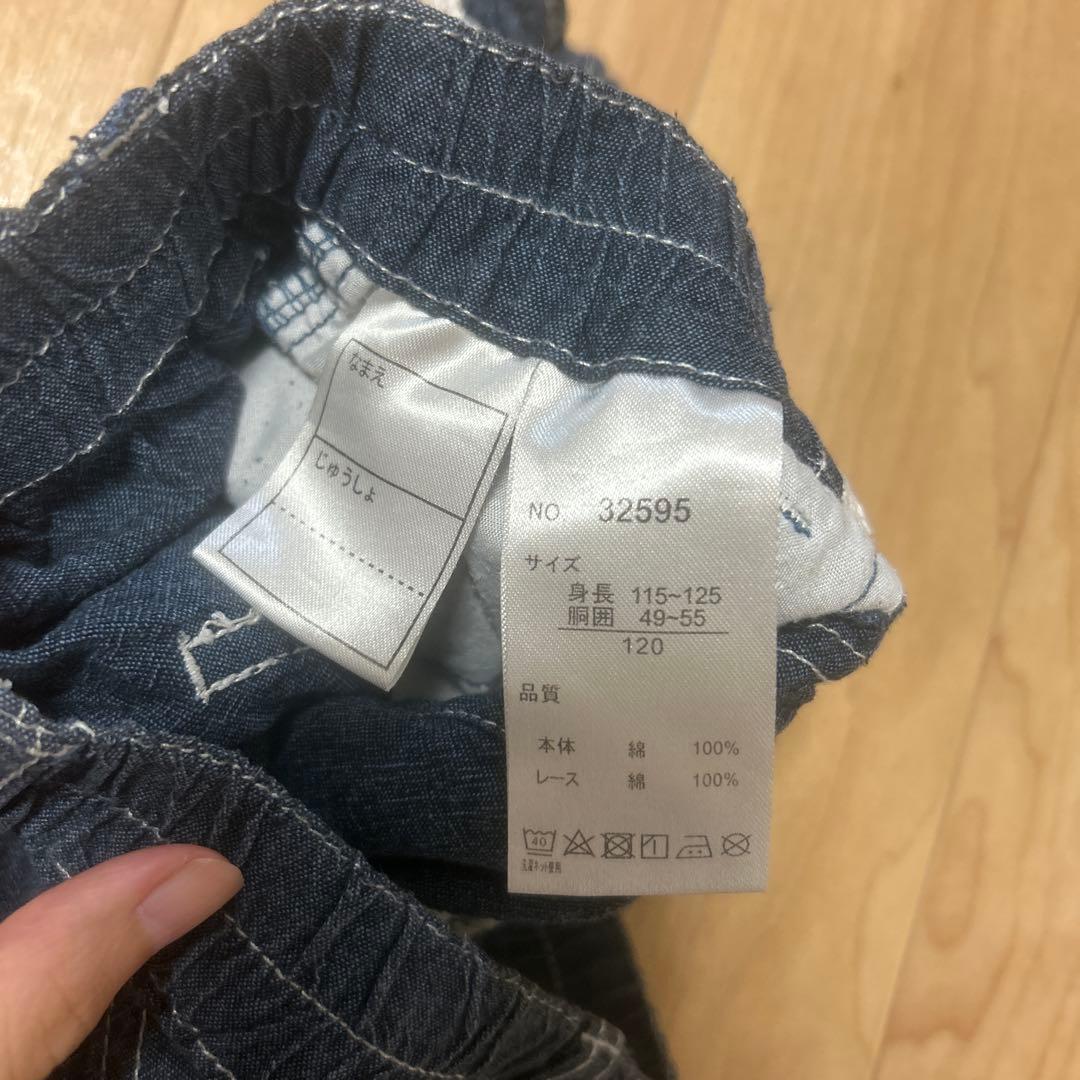 なまえ
じゅうしょ
NO 32595
サイズ
身長 115~125
胴囲 49~55
120
品質
本体 綿 100%
レース 綿 100%
40
洗濯ネット使用